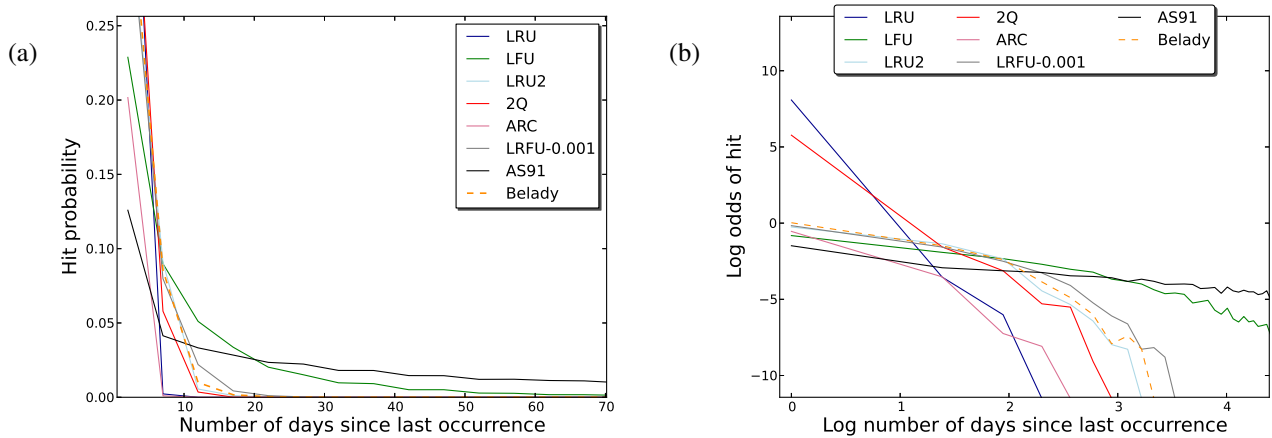 (a)
Hit probability
0.25
0.20
0.15
0.10
0.05
0.00
10
20
30
40
50
60
70
Number of days since last occurrence
LRU
LFU
LRU2
2Q
ARC
LRFU-0.001
AS91
Belady
(b)
Log odds of hit
10
5
0
−5
−10
0
1
2
3
4
Log number of days since last occurrence
LRU
LFU
LRU2
2Q
ARC
LRFU-0.001
AS91
Belady